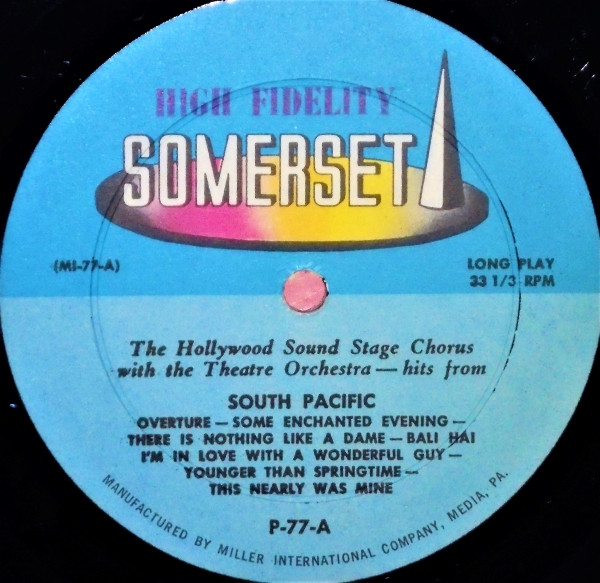 HIGH FIDELITY
SOMERSET
(MI-77-A)
LONG PLAY
33 1/3 RPM
The Hollywood Sound Stage Chorus
with the Theatre Orchestra — hits from
SOUTH PACIFIC
OVERTURE — SOME ENCHANTED EVENING —
THERE IS NOTHING LIKE A DAME — BALI HAI
I'M IN LOVE WITH A WONDERFUL GUY —
YOUNGER THAN SPRINGTIME —
THIS NEARLY WAS MINE
P-77-A
MANUFACTURED BY MILLER INTERNATIONAL COMPANY, MEDIA, PA.